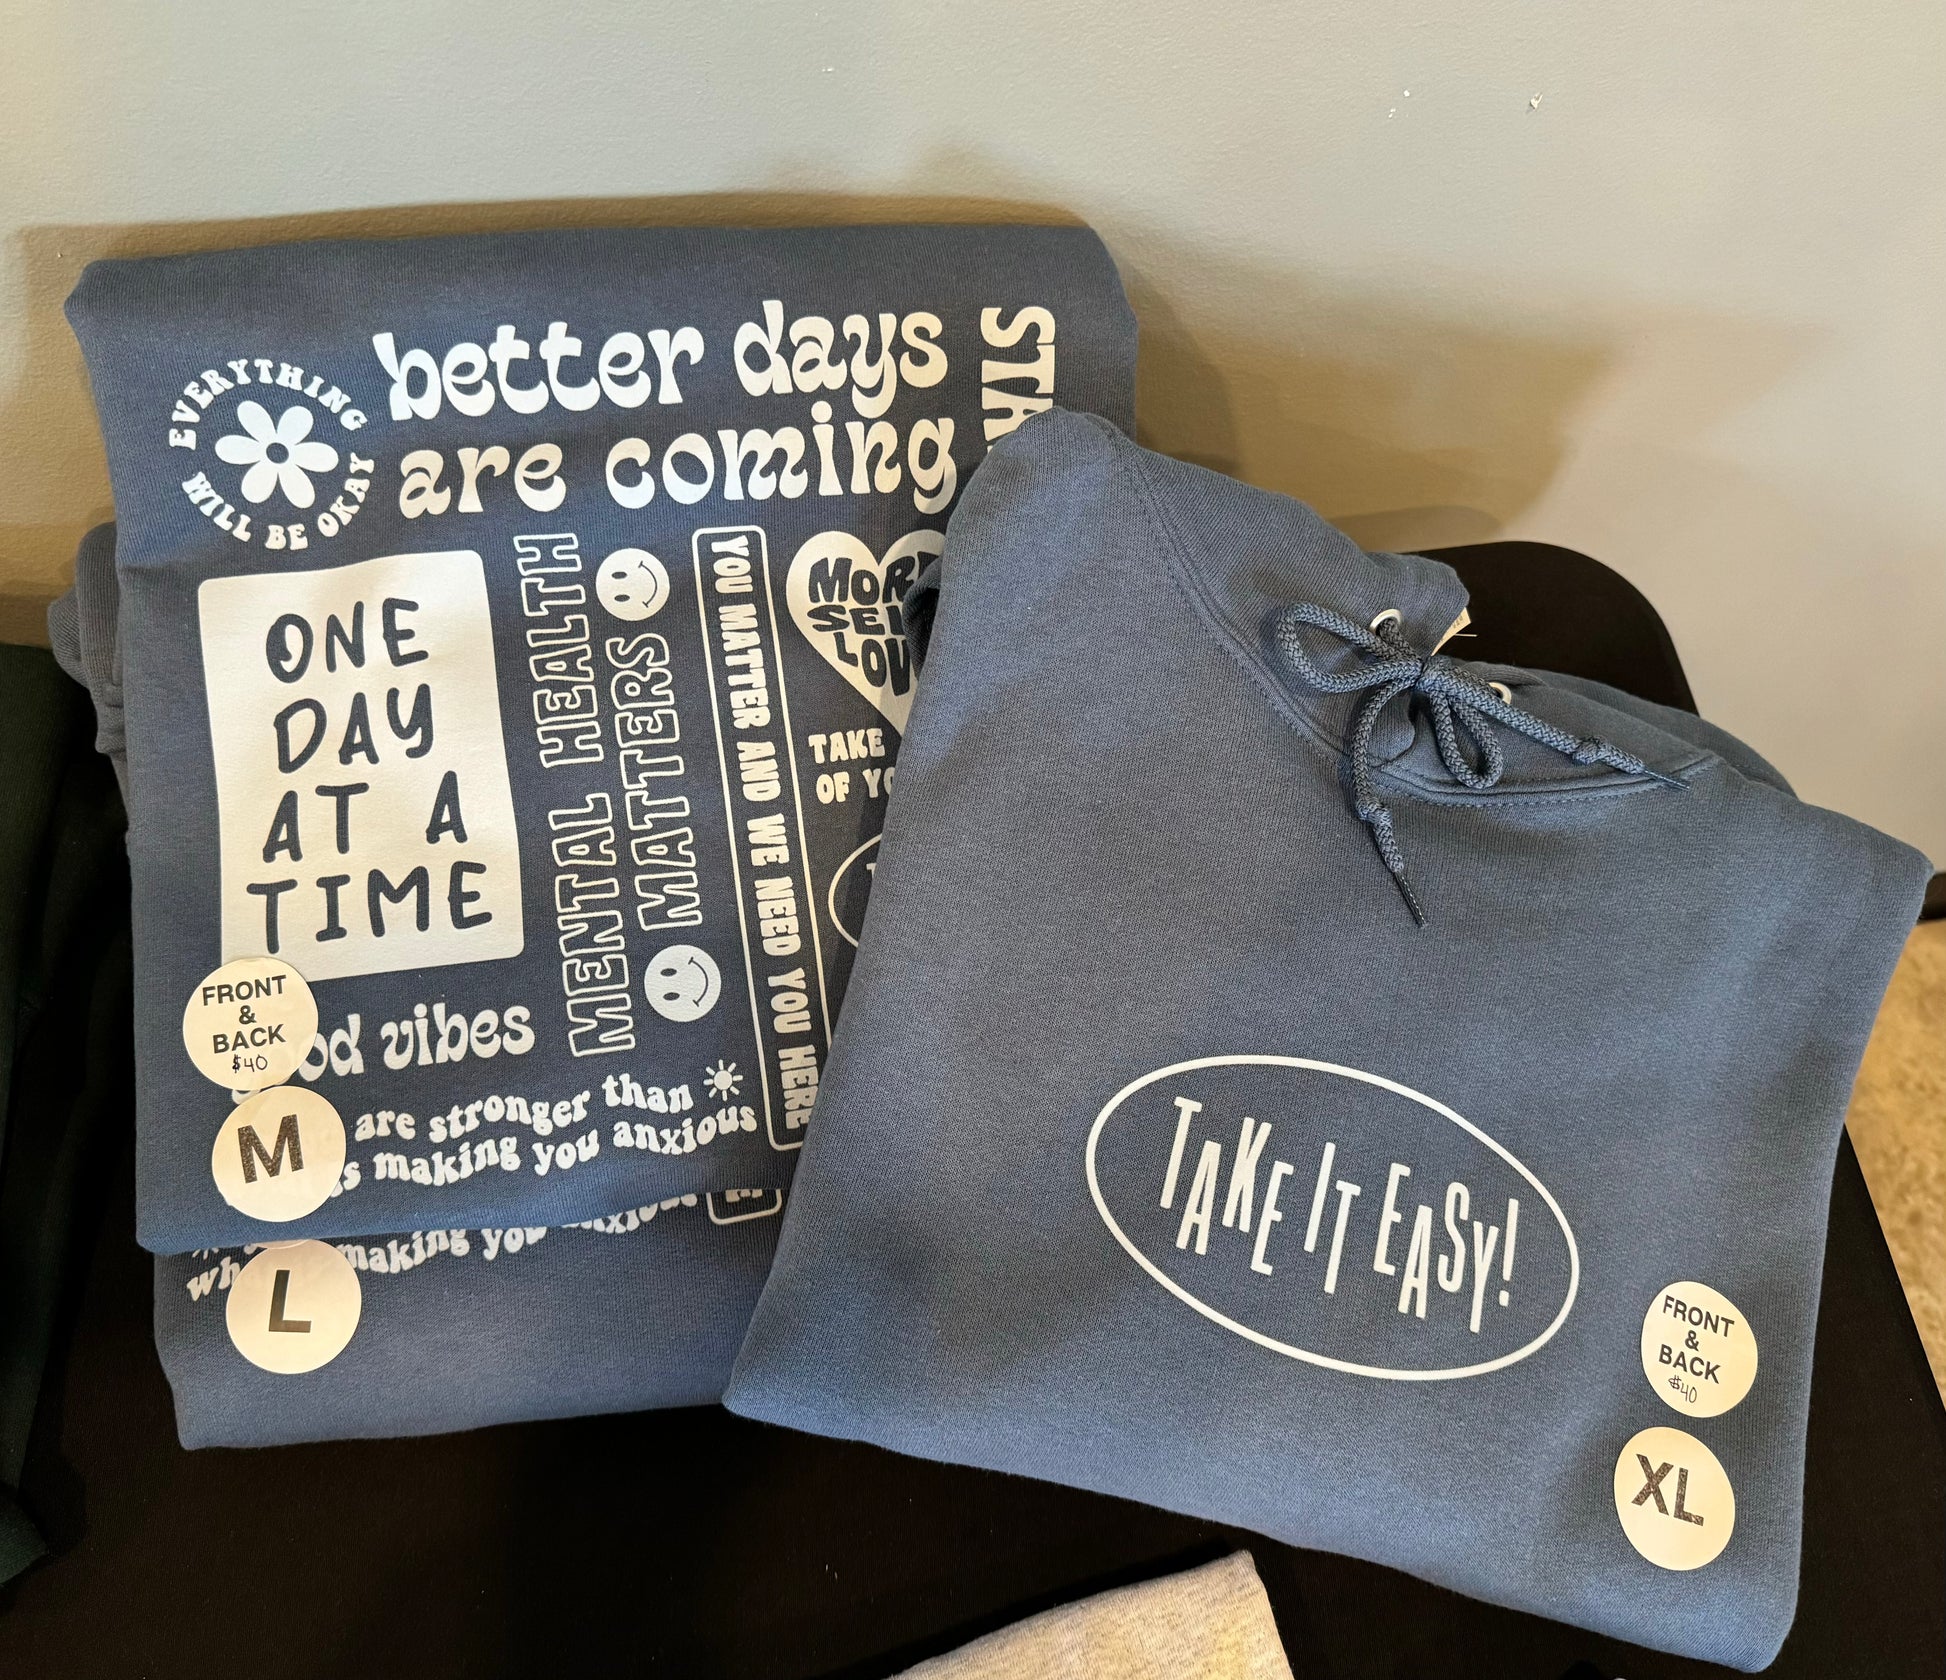 EVERYTHING
WILL BE OKAY
better days
are coming
ONE
DAY
AT A
TIME
MENTAL HEALTH
MATTERS
YOU MATTER AND WE NEED YOU HERE
SELF
TAKE
OF
vibes
are stronger than
making you anxious
FRONT
&
BACK
$40
M
making you anxious
L
TAKE IT EASY!
FRONT
&
BACK
$40
XL